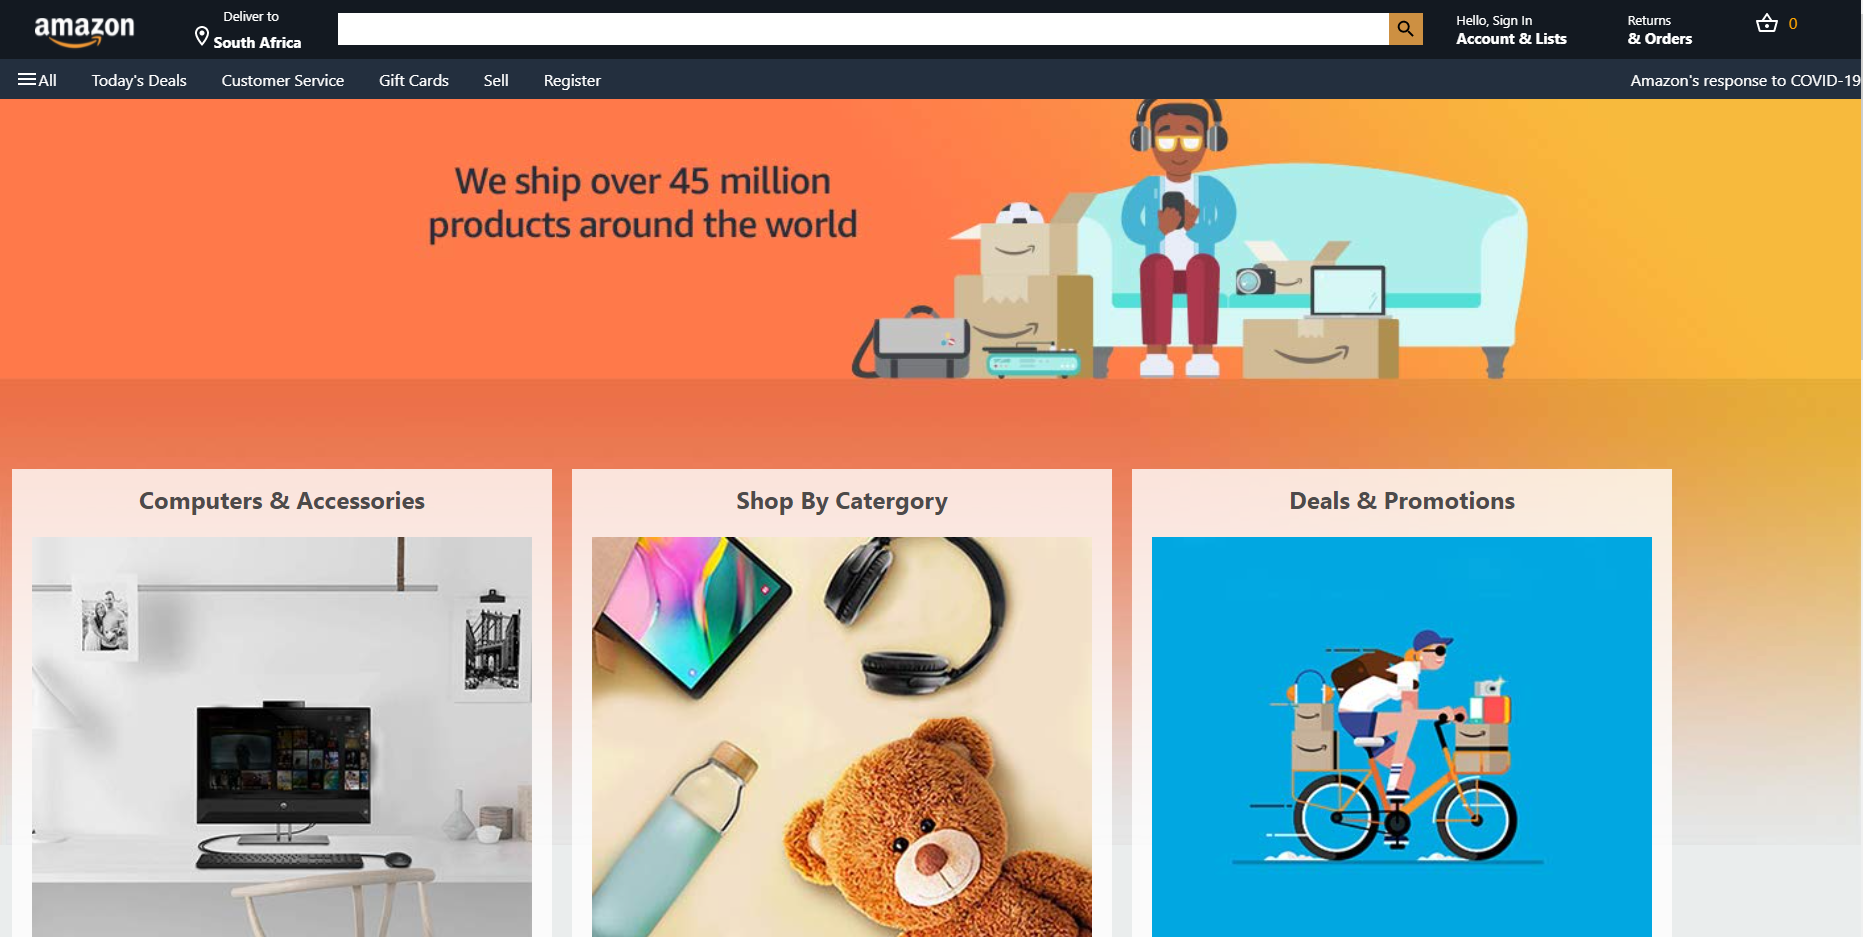 amazon
Deliver to
South Africa
Hello, Sign In
Account & Lists
Returns
& Orders
0
All
Today's Deals
Customer Service
Gift Cards
Sell
Register
Amazon's response to COVID-19
We ship over 45 million
products around the world
Computers & Accessories
Shop By Catergory
Deals & Promotions